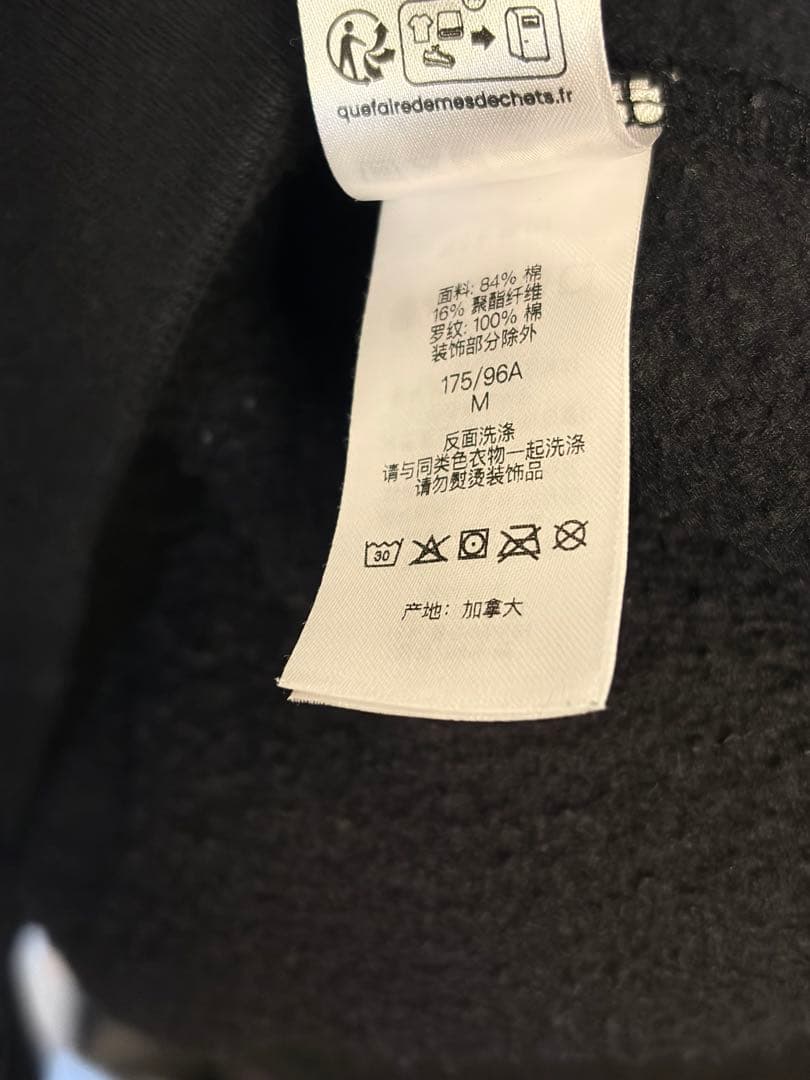 quefairedemesdechets.fr
面料: 84% 棉
16% 聚酯纤维
罗纹: 100% 棉
装饰部分除外
175/96A
M
反面洗涤
请与同类色衣物一起洗涤
请勿熨烫装饰品
30
产地: 加拿大